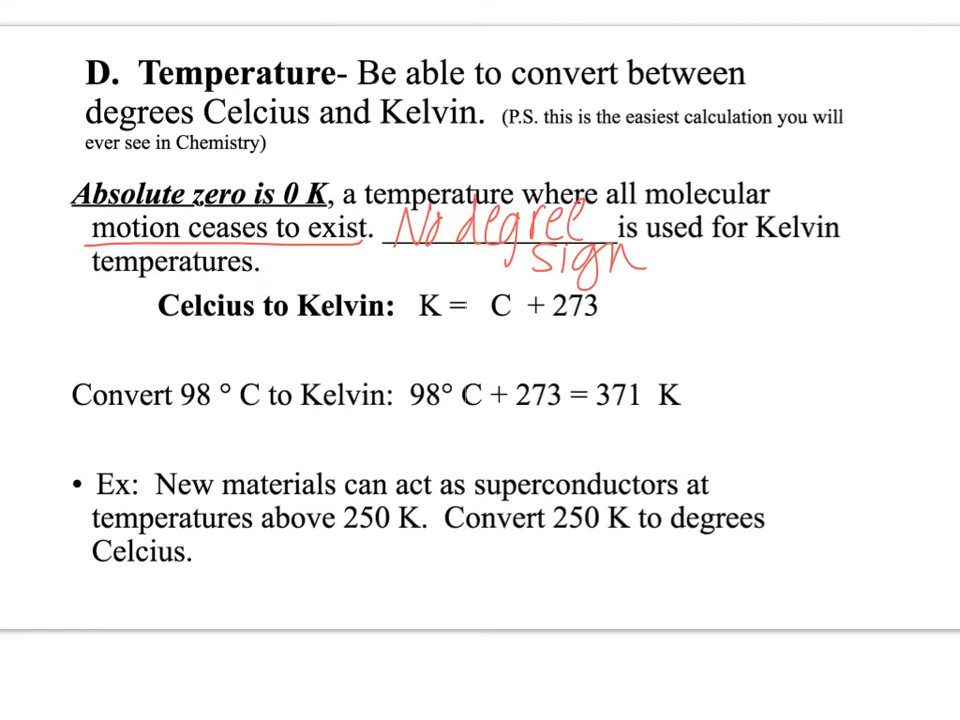 D. Temperature- Be able to convert between
degrees Celcius and Kelvin. (P.S. this is the easiest calculation you will
ever see in Chemistry)
Absolute zero is 0 K, a temperature where all molecular
motion ceases to exist. No degree is used for Kelvin
sign
temperatures.
Celcius to Kelvin: K = C + 273
Convert 98 ° C to Kelvin: 98° C + 273 = 371 K
• Ex: New materials can act as superconductors at
temperatures above 250 K. Convert 250 K to degrees
Celcius.